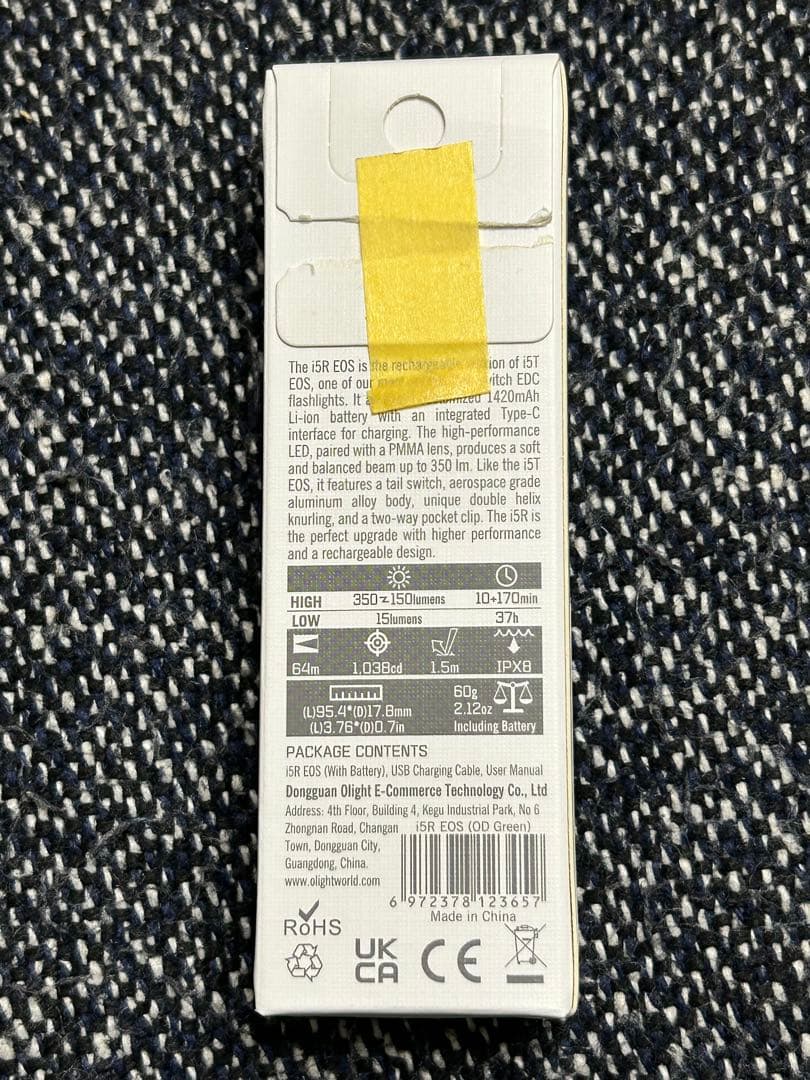 The i5R EOS is the rechargeable version of i5T
EOS, one of our switch EDC
flashlights. It customized 1420mAh
Li-ion battery with an integrated Type-C
interface for charging. The high-performance
LED, paired with a PMMA lens, produces a soft
and balanced beam up to 350 lm. Like the i5T
EOS, it features a tail switch, aerospace grade
aluminum alloy body, unique double helix
knurling, and a two-way pocket clip. The i5R is
the perfect upgrade with higher performance
and a rechargeable design.
HIGH 350~150lumens 10+170min
LOW 15lumens 37h
64m 1,038cd 1.5m IPX8
60g
(L)95.4*(D)17.8mm 2.12oz
(L)3.76*(D)0.7in Including Battery
PACKAGE CONTENTS
i5R EOS (With Battery), USB Charging Cable, User Manual
Dongguan Olight E-Commerce Technology Co., Ltd
Address: 4th Floor, Building 4, Kegu Industrial Park, No 6
Zhongnan Road, Changan
Town, Dongguan City,
Guangdong, China.
www.olightworld.com
i5R EOS (OD Green)
6 972378 123657
Made in China
RoHS
UK
CA
CE